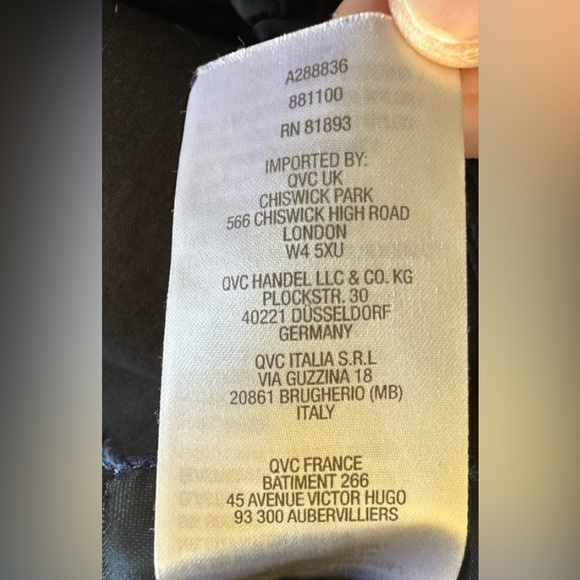 A288836
881100
RN 81893
IMPORTED BY:
QVC UK
CHISWICK PARK
566 CHISWICK HIGH ROAD
LONDON
W4 5XU
QVC HANDEL LLC & CO. KG
PLOCKSTR. 30
40221 DÜSSELDORF
GERMANY
QVC ITALIA S.R.L
VIA GUZZINA 18
20861 BRUGHERIO (MB)
ITALY
QVC FRANCE
BATIMENT 266
45 AVENUE VICTOR HUGO
93 300 AUBERVILLIERS